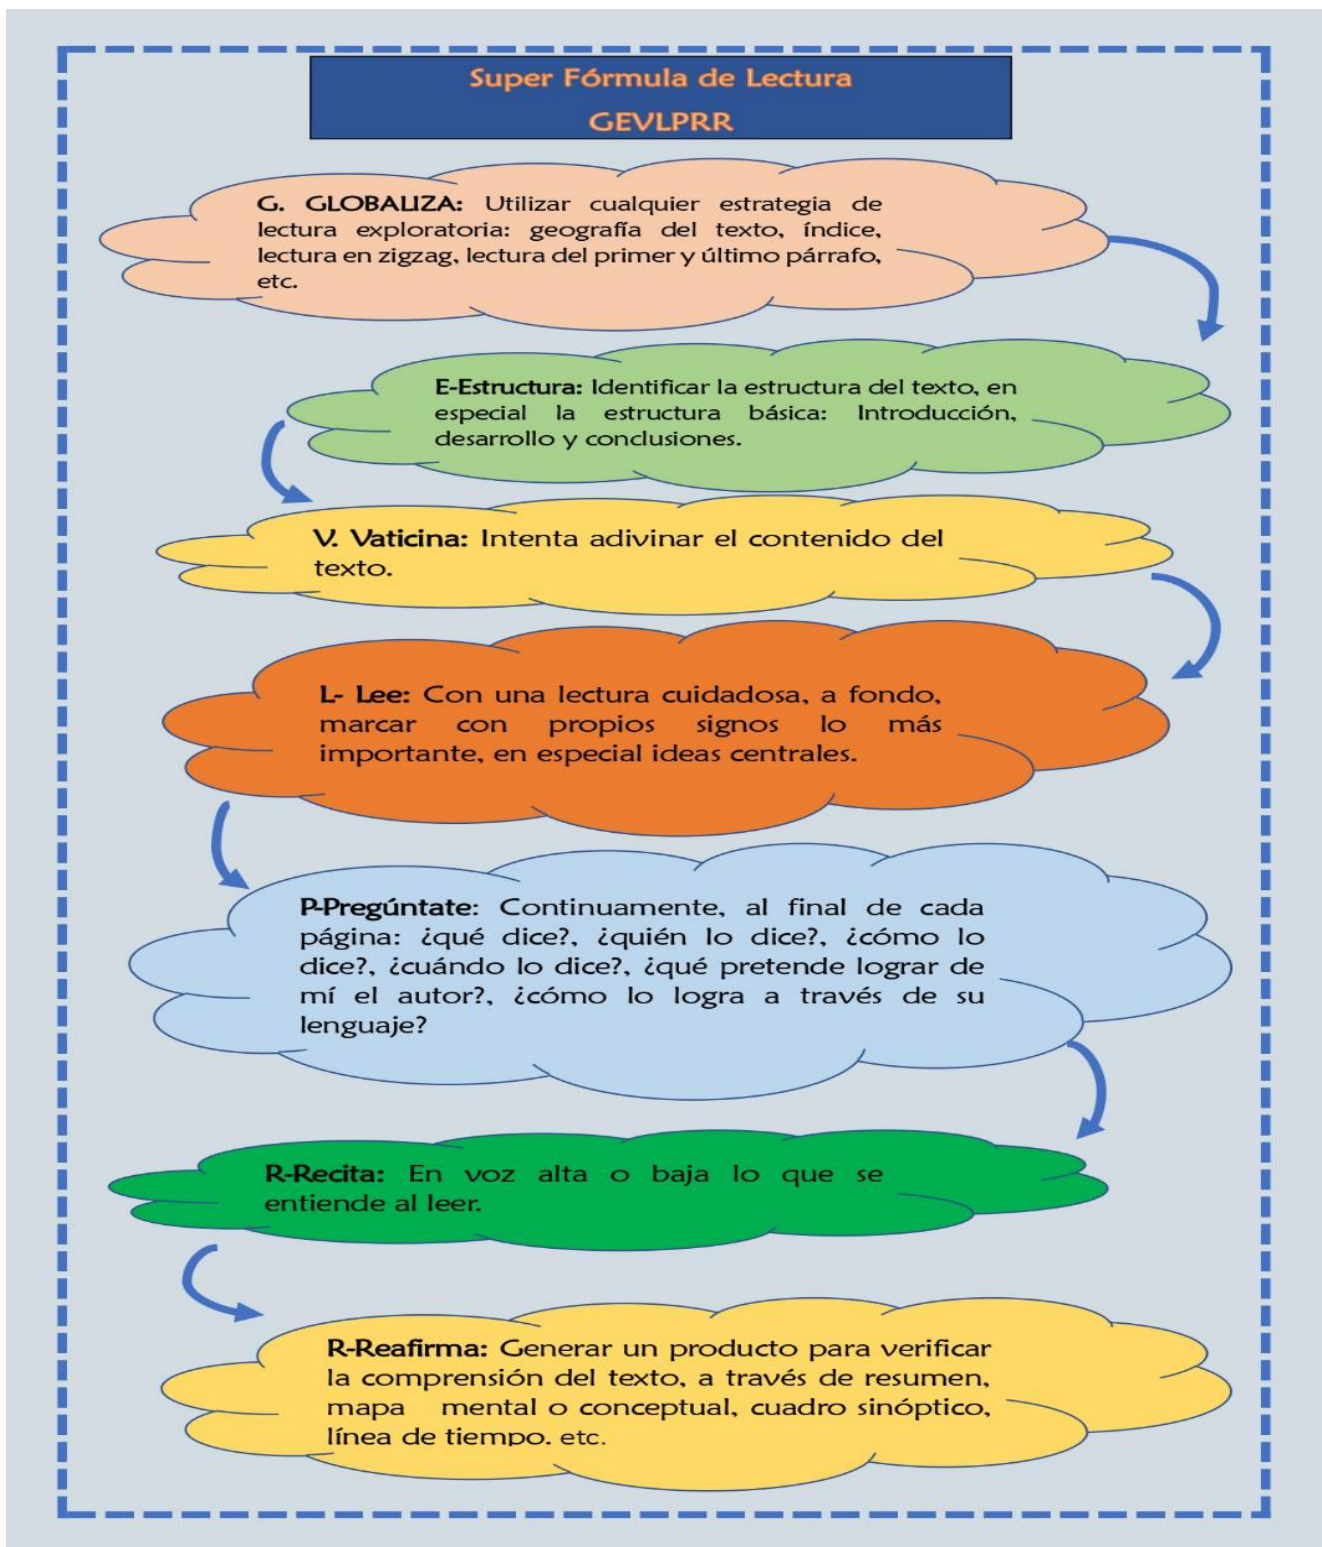 Super Fórmula de Lectura
GEVLPRR
G. GLOBALIZA: Utilizar cualquier estrategia de
lectura exploratoria: geografía del texto, índice,
lectura en zigzag, lectura del primer y último párrafo,
etc.
E-Estructura: Identificar la estructura del texto, en
especial la estructura básica: Introducción,
desarrollo y conclusiones.
V. Vaticina: Intenta adivinar el contenido del
texto.
L- Lee: Con una lectura cuidadosa, a fondo,
marcar con propios signos lo más
importante, en especial ideas centrales.
P-Pregúntate: Continuamente, al final de cada
página: ¿qué dice?, ¿quién lo dice?, ¿cómo lo
dice?, ¿cuándo lo dice?, ¿qué pretende lograr de
mí el autor?, ¿cómo lo logra a través de su
lenguaje?
R-Recita: En voz alta o baja lo que se
entiende al leer.
R-Reafirma: Generar un producto para verificar
la comprensión del texto, a través de resumen,
mapa mental o conceptual, cuadro sinóptico,
línea de tiempo, etc.